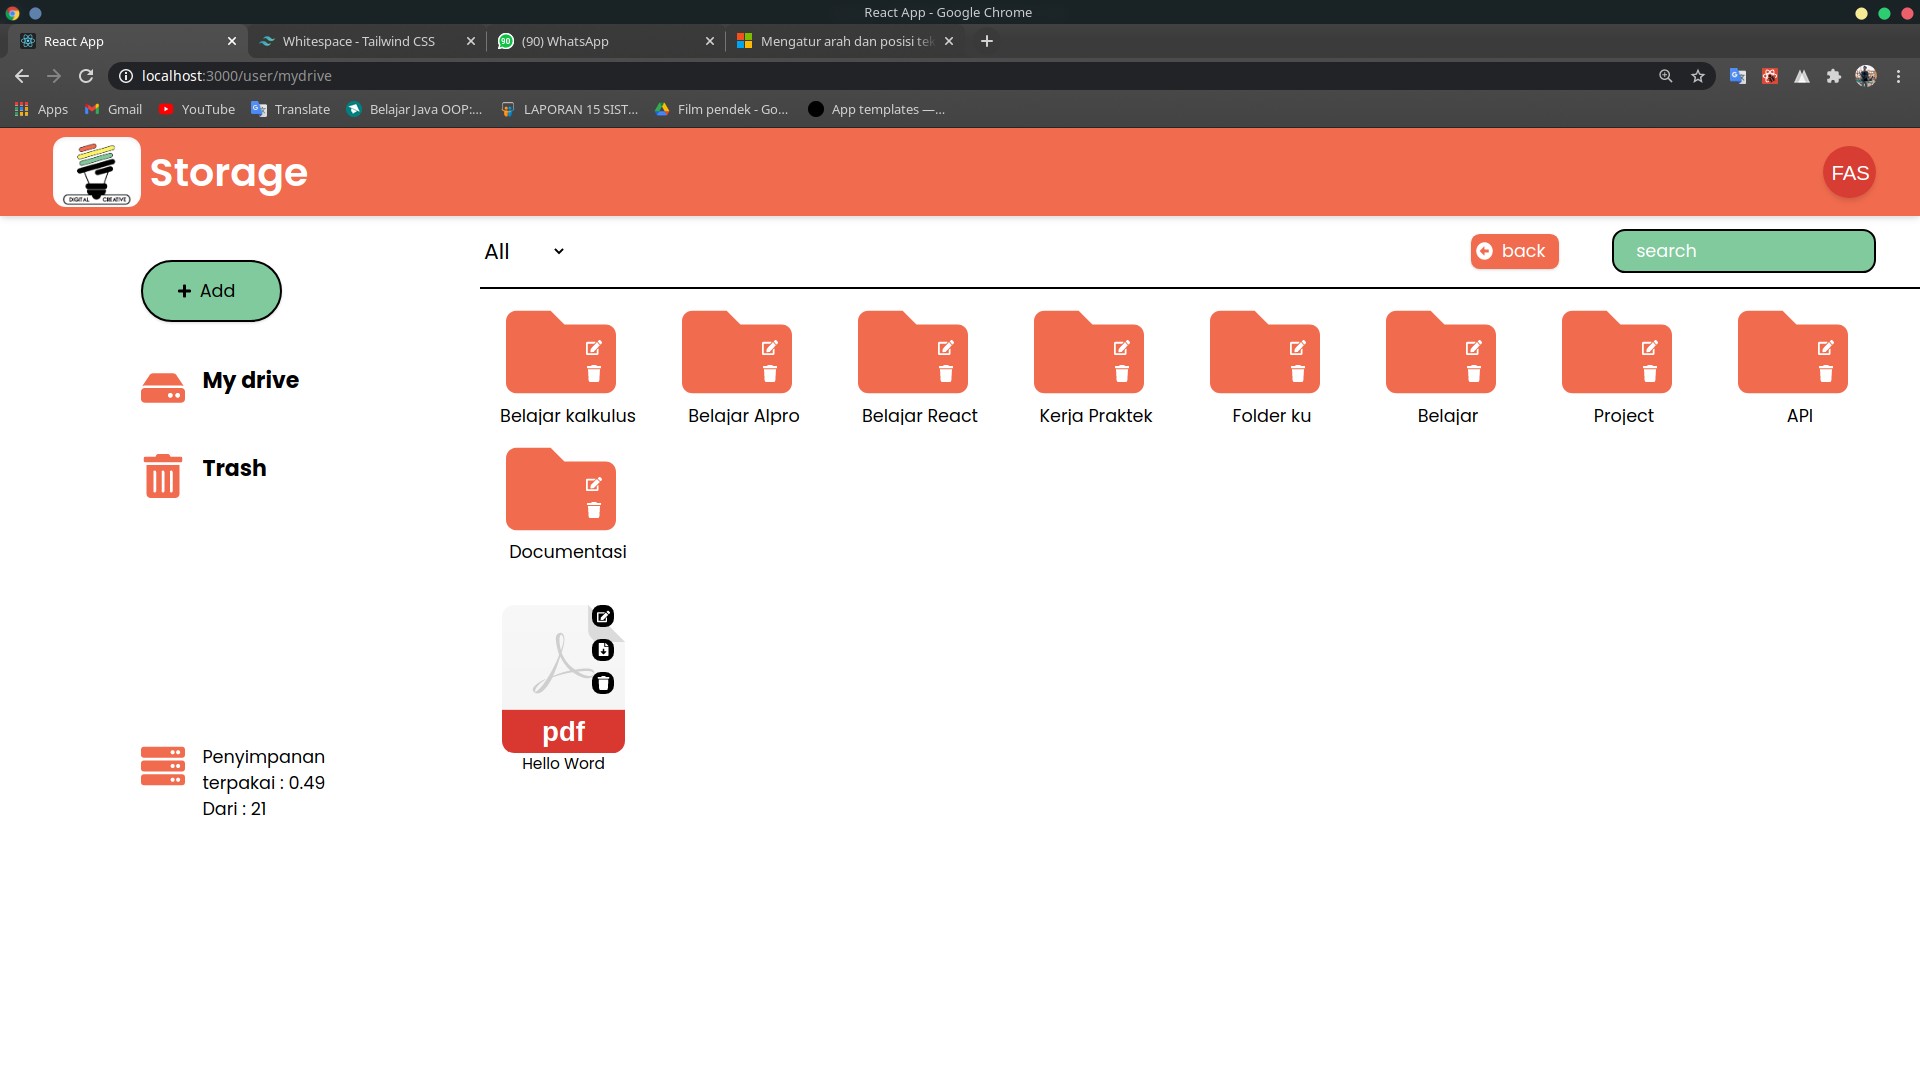 React App - Google Chrome
React App
Whitespace - Tailwind CSS
(90) WhatsApp
Mengatur arah dan posisi tek
localhost:3000/user/mydrive
Apps
Gmail
YouTube
Translate
Belajar Java OOP:...
LAPORAN 15 SIST...
Film pendek - Go...
App templates —...
DIGITAL CREATIVE
Storage
FAS
All
back
search
Add
My drive
Trash
Belajar kalkulus
Belajar Alpro
Belajar React
Kerja Praktek
Folder ku
Belajar
Project
API
Documentasi
pdf
Hello Word
Penyimpanan
terpakai : 0.49
Dari : 21